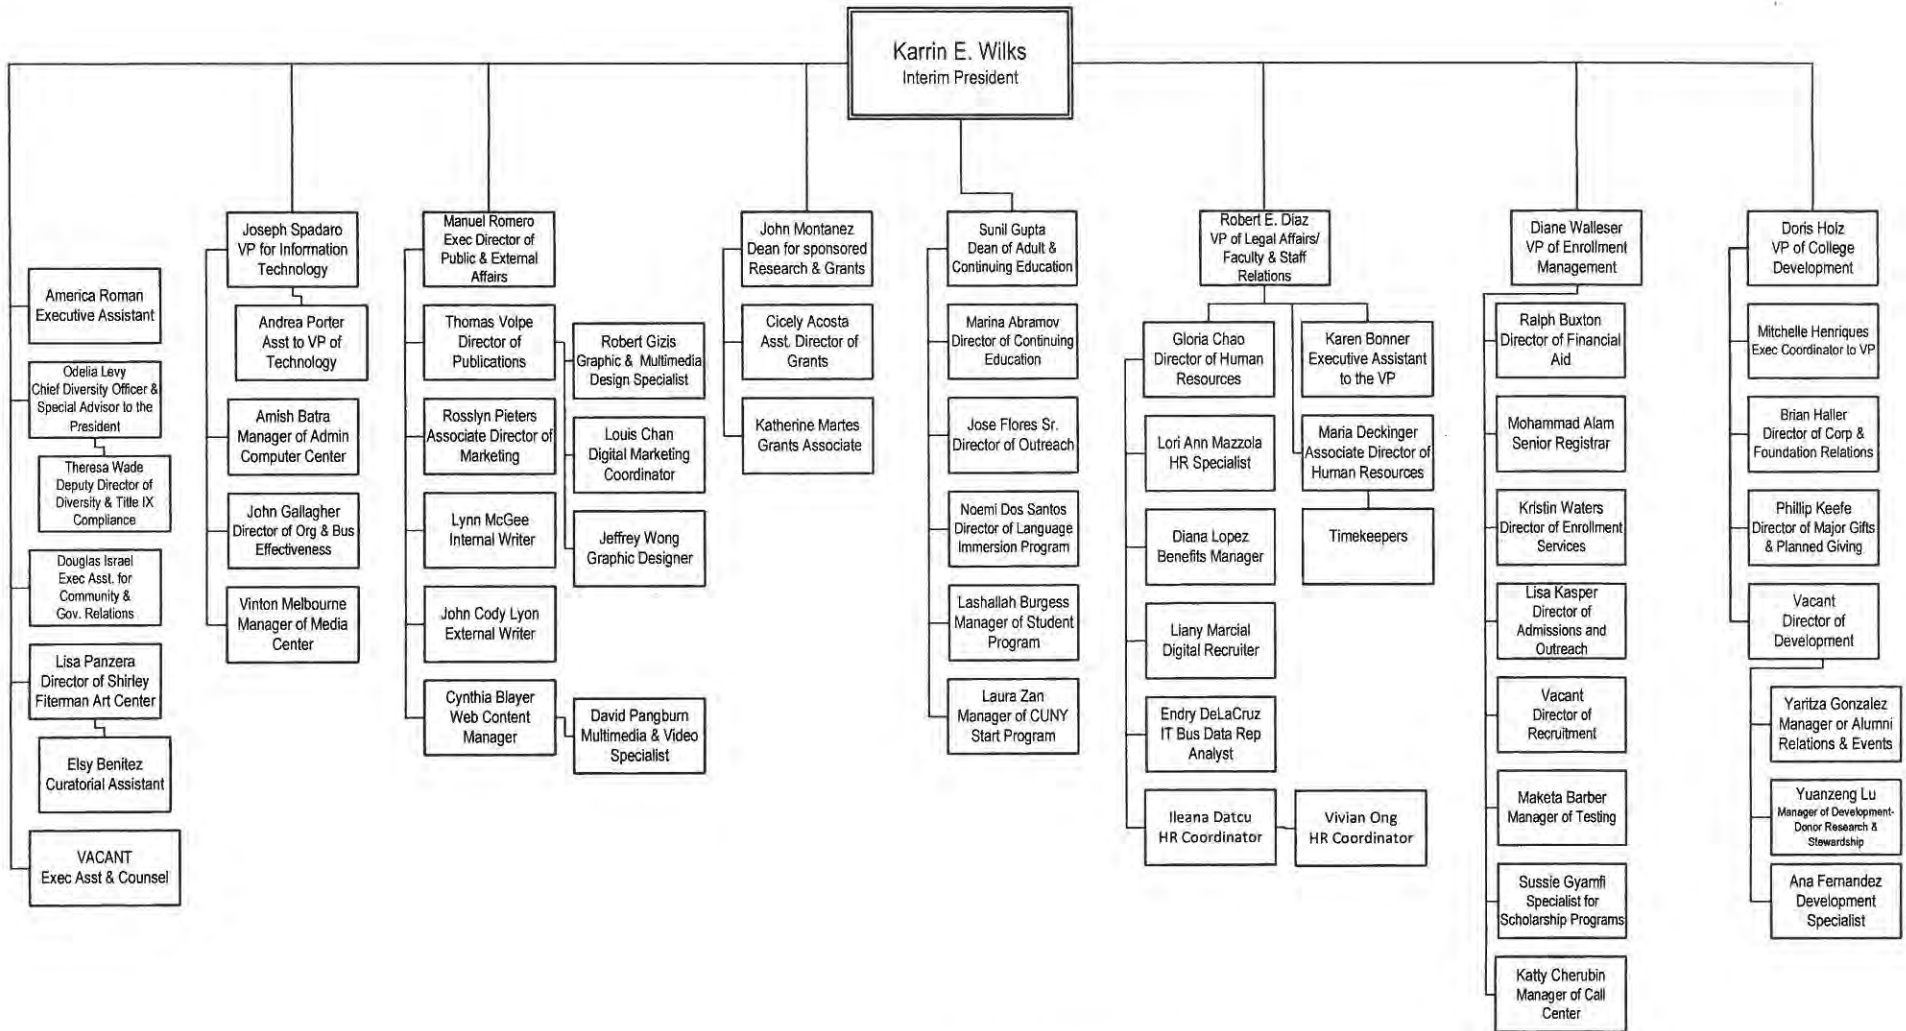 Karrin E. Wilks
Interim President
America Roman
Executive Assistant
Odelia Levy
Chief Diversity Officer &
Special Advisor to the
President
Theresa Wade
Deputy Director of
Diversity & Title IX
Compliance
Douglas Israel
Exec Asst. for
Community &
Gov. Relations
Lisa Panzera
Director of Shirley
Fiterman Art Center
Elsy Benitez
Curatorial Assistant
VACANT
Exec Asst & Counsel
Joseph Spadaro
VP for Information
Technology
Andrea Porter
Asst to VP of
Technology
Amish Batra
Manager of Admin
Computer Center
John Gallagher
Director of Org & Bus
Effectiveness
Vinton Melbourne
Manager of Media
Center
Manuel Romero
Exec Director of
Public & External
Affairs
Thomas Volpe
Director of
Publications
Rosslyn Pieters
Associate Director of
Marketing
Lynn McGee
Internal Writer
John Cody Lyon
External Writer
Cynthia Blayer
Web Content
Manager
Robert Gizis
Graphic & Multimedia
Design Specialist
Louis Chan
Digital Marketing
Coordinator
Jeffrey Wong
Graphic Designer
David Pangburn
Multimedia & Video
Specialist
John Montanez
Dean for sponsored
Research & Grants
Cicely Acosta
Asst. Director of
Grants
Katherine Martes
Grants Associate
Sunil Gupta
Dean of Adult &
Continuing Education
Marina Abramov
Director of Continuing
Education
Jose Flores Sr.
Director of Outreach
Noemi Dos Santos
Director of Language
Immersion Program
Lashallah Burgess
Manager of Student
Program
Laura Zan
Manager of CUNY
Start Program
Robert E. Diaz
VP of Legal Affairs/
Faculty & Staff
Relations
Gloria Chao
Director of Human
Resources
Lori Ann Mazzola
HR Specialist
Diana Lopez
Benefits Manager
Liany Marcial
Digital Recruiter
Endry DeLaCruz
IT Bus Data Rep
Analyst
Ileana Datcu
HR Coordinator
Vivian Ong
HR Coordinator
Karen Bonner
Executive Assistant
to the VP
Maria Deckinger
Associate Director of
Human Resources
Timekeepers
Diane Walleser
VP of Enrollment
Management
Ralph Buxton
Director of Financial
Aid
Mohammad Alam
Senior Registrar
Kristin Waters
Director of Enrollment
Services
Lisa Kasper
Director of
Admissions and
Outreach
Vacant
Director of
Recruitment
Maketa Barber
Manager of Testing
Sussie Gyamfi
Specialist for
Scholarship Programs
Katty Cherubin
Manager of Call
Center
Doris Holz
VP of College
Development
Mitchelle Henriques
Exec Coordinator to VP
Brian Haller
Director of Corp &
Foundation Relations
Phillip Keefe
Director of Major Gifts
& Planned Giving
Vacant
Director of
Development
Yaritza Gonzalez
Manager or Alumni
Relations & Events
Yuanzeng Lu
Manager of Development-
Donor Research &
Stewardship
Ana Fernandez
Development
Specialist